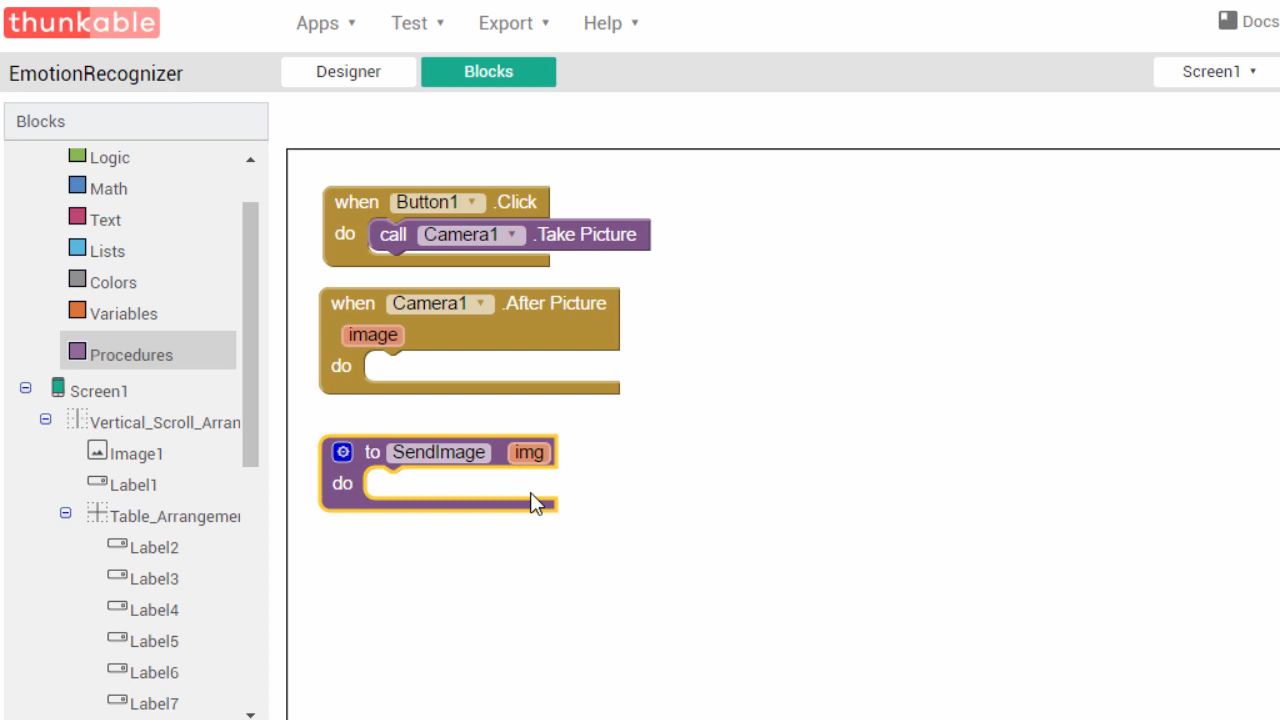 thunkable
Apps ▾ Test ▾ Export ▾ Help ▾ Docs
EmotionRecognizer Designer Blocks Screen1 ▾
Blocks
Logic
Math
Text
Lists
Colors
Variables
Procedures
Screen1
Vertical_Scroll_Arran
Image1
Label1
Table_Arrangemer
Label2
Label3
Label4
Label5
Label6
Label7
when Button1 ▾ .Click
do call Camera1 ▾ .Take Picture
when Camera1 ▾ .After Picture
image
do
to SendImage img
do